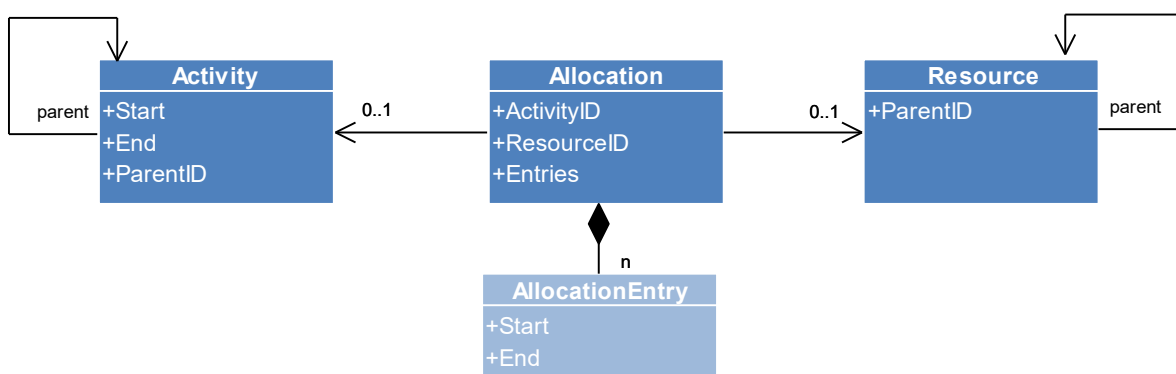 Activity
+Start
+End
+ParentID
parent
0..1
Allocation
+ActivityID
+ResourceID
+Entries
0..1
Resource
+ParentID
parent
n
AllocationEntry
+Start
+End